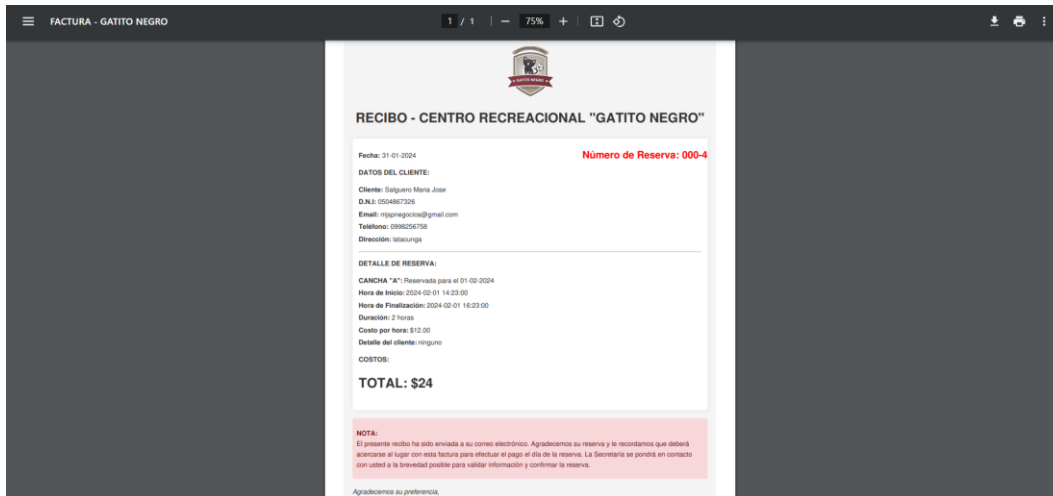 FACTURA - GATITO NEGRO
1 / 1 | − 75% + |
GATITO NEGRO
RECIBO - CENTRO RECREACIONAL "GATITO NEGRO"
Fecha: 31-01-2024
Número de Reserva: 000-4
DATOS DEL CLIENTE:
Cliente: Salguero Maria Jose
D.N.I: 0504867326
Email: mjspnegocios@gmail.com
Teléfono: 0998256758
Dirección: latacunga
DETALLE DE RESERVA:
CANCHA "A": Reservada para el 01-02-2024
Hora de Inicio: 2024-02-01 14:23:00
Hora de Finalización: 2024-02-01 16:23:00
Duración: 2 horas
Costo por hora: $12.00
Detalle del cliente: ninguno
COSTOS:
TOTAL: $24
NOTA:
El presente recibo ha sido enviada a su correo electrónico. Agradecemos su reserva y le recordamos que deberá
acercarse al lugar con esta factura para efectuar el pago el día de la reserva. La Secretaría se pondrá en contacto
con usted a la brevedad posible para validar información y confirmar la reserva.
Agradecemos su preferencia,